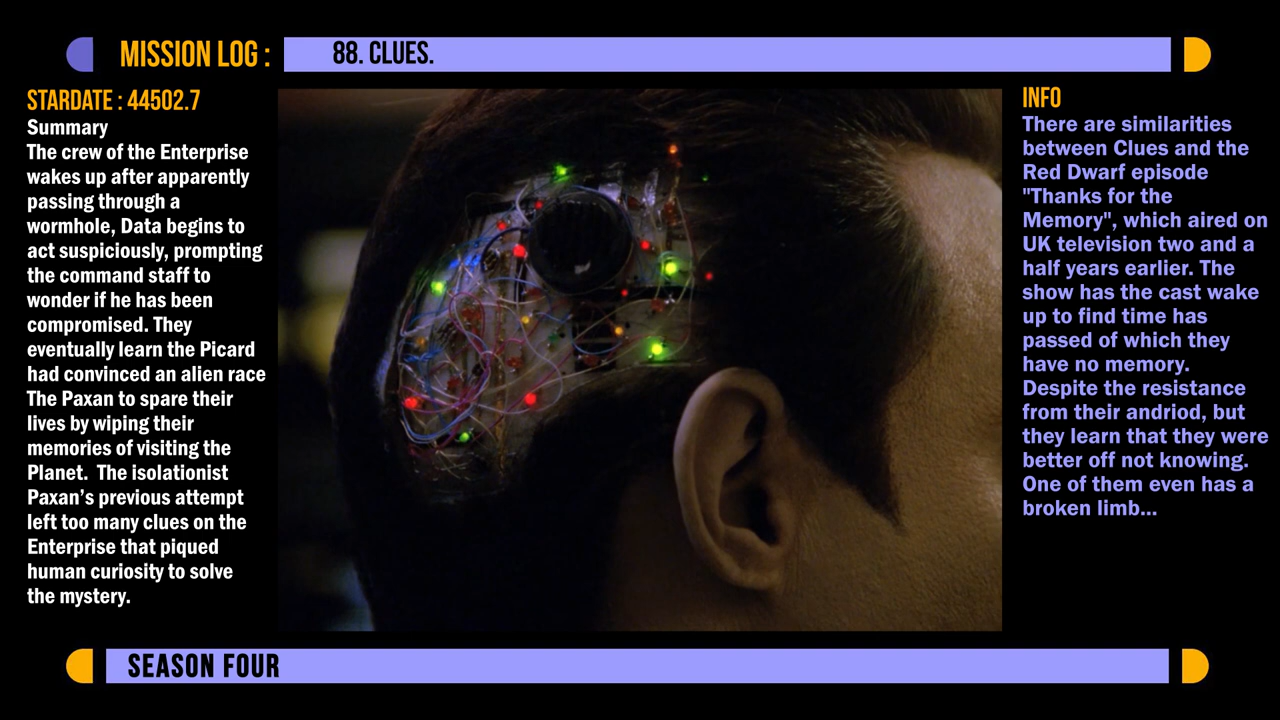 MISSION LOG :
88. CLUES.
STARDATE : 44502.7
Summary
The crew of the Enterprise
wakes up after apparently
passing through a
wormhole, Data begins to
act suspiciously, prompting
the command staff to
wonder if he has been
compromised. They
eventually learn the Picard
had convinced an alien race
The Paxan to spare their
lives by wiping their
memories of visiting the
Planet.  The isolationist
Paxan’s previous attempt
left too many clues on the
Enterprise that piqued
human curiosity to solve
the mystery.
INFO
There are similarities
between Clues and the
Red Dwarf episode
"Thanks for the
Memory", which aired on
UK television two and a
half years earlier. The
show has the cast wake
up to find time has
passed of which they
have no memory.
Despite the resistance
from their andriod, but
they learn that they were
better off not knowing.
One of them even has a
broken limb...
SEASON FOUR